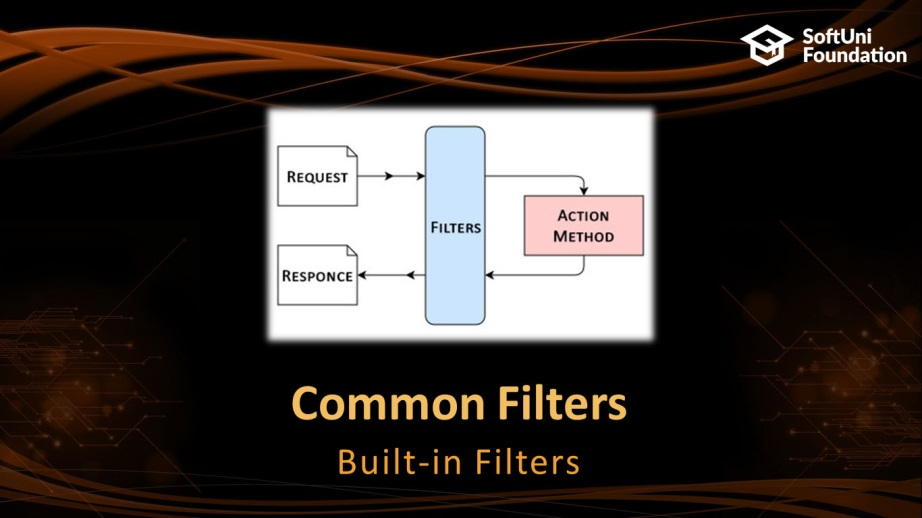 SoftUni
Foundation
REQUEST
FILTERS
ACTION
METHOD
RESPONCE
Common Filters
Built-in Filters